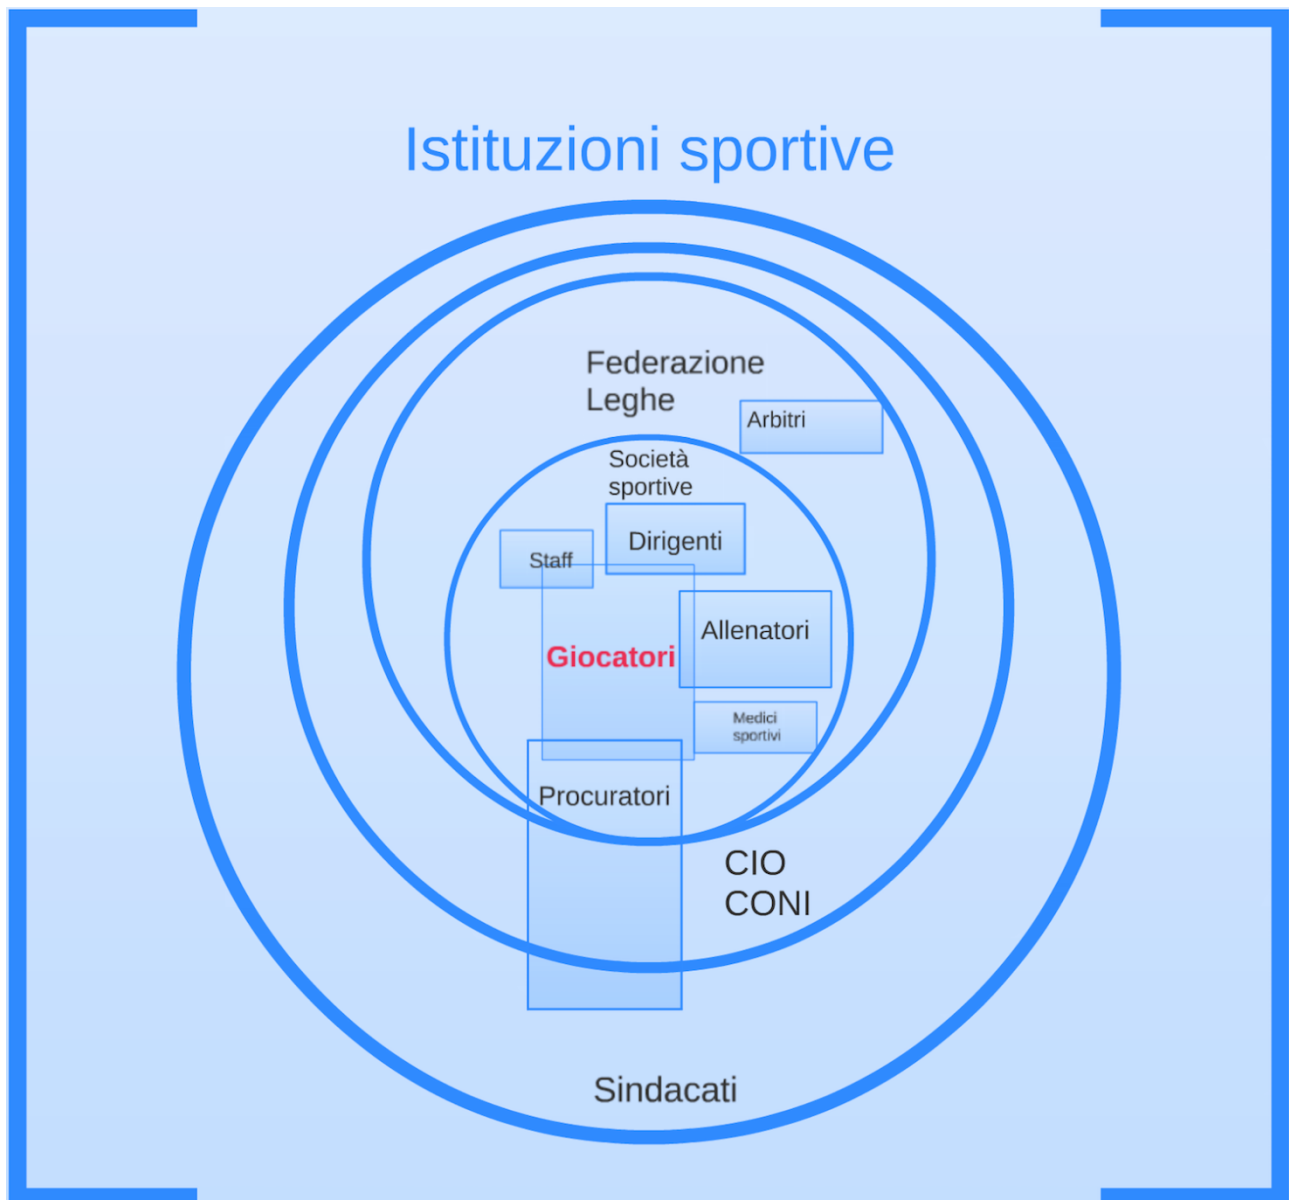 Istituzioni sportive
Federazione
Leghe
Arbitri
Società
sportive
Dirigenti
Staff
Allenatori
Giocatori
Medici
sportivi
Procuratori
CIO
CONI
Sindacati